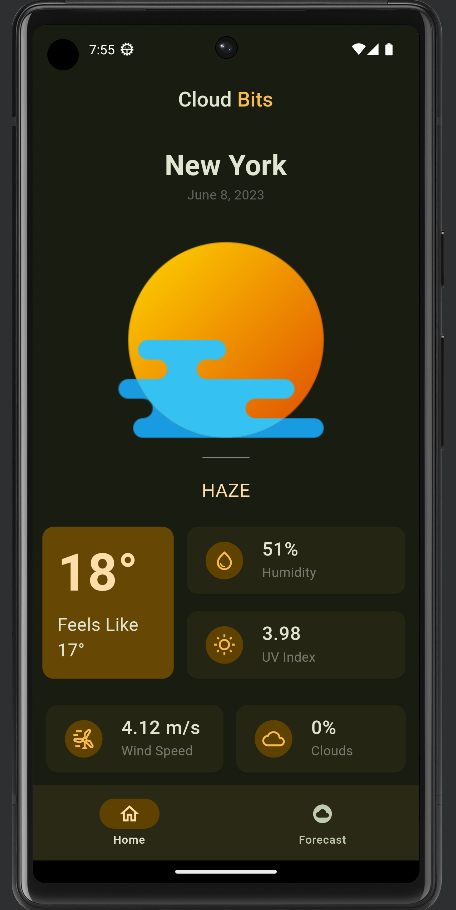 7:55
Cloud Bits
New York
June 8, 2023
HAZE
18°
Feels Like
17°
51%
Humidity
3.98
UV Index
4.12 m/s
Wind Speed
0%
Clouds
Home
Forecast